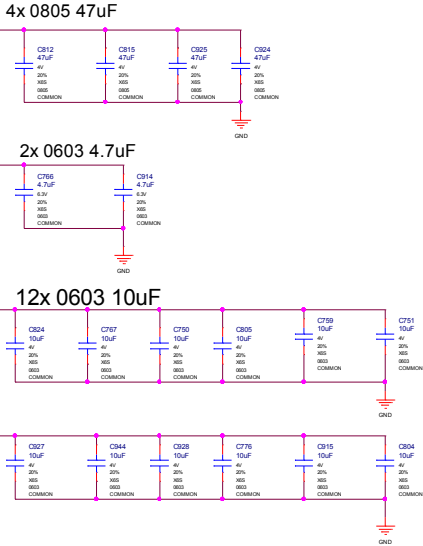 4x 0805 47uF
C812 C815 C925 C924
47uF 47uF 47uF 47uF
4V 4V 4V 4V
20% 20% 20% 20%
X6S X6S X6S X6S
0805 0805 0805 0805
COMMON COMMON COMMON COMMON
GND
2x 0603 4.7uF
C766 C914
4.7uF 4.7uF
6.3V 6.3V
20% 20%
X6S X6S
0603 0603
COMMON COMMON
GND
12x 0603 10uF
C824 C767 C750 C805 C759 C751
10uF 10uF 10uF 10uF 10uF 10uF
4V 4V 4V 4V 4V 4V
20% 20% 20% 20% 20% 20%
X6S X6S X6S X6S X6S X6S
0603 0603 0603 0603 0603 0603
COMMON COMMON COMMON COMMON COMMON COMMON
GND
C927 C944 C928 C776 C915 C804
10uF 10uF 10uF 10uF 10uF 10uF
4V 4V 4V 4V 4V 4V
20% 20% 20% 20% 20% 20%
X6S X6S X6S X6S X6S X6S
0603 0603 0603 0603 0603 0603
COMMON COMMON COMMON COMMON COMMON COMMON
GND